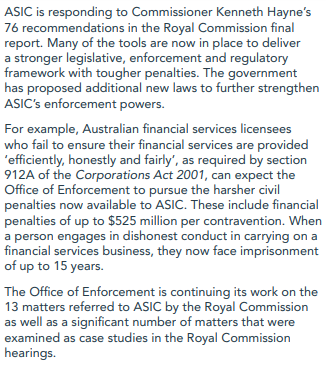 ASIC is responding to Commissioner Kenneth Hayne's
76 recommendations in the Royal Commission final
report. Many of the tools are now in place to deliver
a stronger legislative, enforcement and regulatory
framework with tougher penalties. The government
has proposed additional new laws to further strengthen
ASIC's enforcement powers.
For example, Australian financial services licensees
who fail to ensure their financial services are provided
'efficiently, honestly and fairly', as required by section
912A of the Corporations Act 2001, can expect the
Office of Enforcement to pursue the harsher civil
penalties now available to ASIC. These include financial
penalties of up to $525 million per contravention. When
a person engages in dishonest conduct in carrying on a
financial services business, they now face imprisonment
of up to 15 years.
The Office of Enforcement is continuing its work on the
13 matters referred to ASIC by the Royal Commission
as well as a significant number of matters that were
examined as case studies in the Royal Commission
hearings.